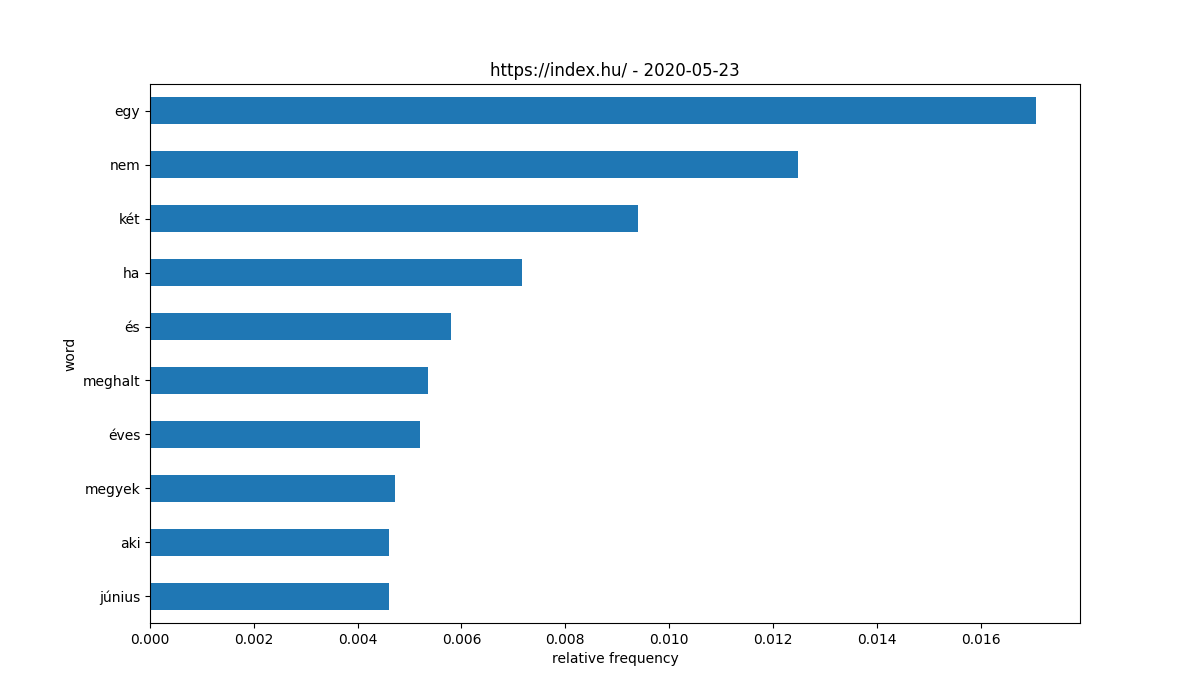 https://index.hu/ - 2020-05-23
egy
nem
két
ha
és
meghalt
éves
megyek
aki
június
word
0.000 0.002 0.004 0.006 0.008 0.010 0.012 0.014 0.016
relative frequency